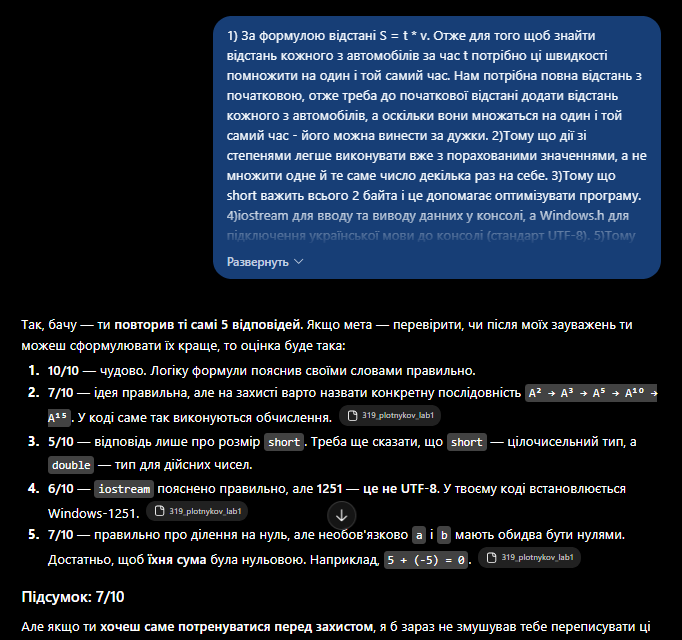 1) За формулою відстані S = t * v. Отже для того щоб знайти
відстань кожного з автомобілів за час t потрібно ці швидкості
помножити на один і той самий час. Нам потрібна повна відстань з
початковою, отже треба до початкової відстані додати відстань
кожного з автомобілів, а оскільки вони множаться на один і той
самий час - його можна винести за дужки. 2)Тому що дії зі
степенями легше виконувати вже з порахованими значеннями, а не
множити одне й те саме число декілька раз на себе. 3)Тому що
short важить всього 2 байта і це допомагає оптимізувати програму.
4)iostream для вводу та виводу данних у консолі, а Windows.h для
підключення української мови до консолі (стандарт UTF-8). 5)Тому
Развернуть
Так, бачу — ти повторив ті самі 5 відповідей. Якщо мета — перевірити, чи після моїх зауважень ти
можеш сформулювати їх краще, то оцінка буде така:
1. 10/10 — чудово. Логіку формули пояснив своїми словами правильно.
2. 7/10 — ідея правильна, але на захисті варто назвати конкретну послідовність A² → A³ → A⁵ → A¹⁰ →
A¹⁵. У коді саме так виконуються обчислення. 319_plotnykov_lab1
3. 5/10 — відповідь лише про розмір short. Треба ще сказати, що short — цілочисельний тип, а
double — тип для дійсних чисел.
4. 6/10 — iostream пояснено правильно, але 1251 — це не UTF-8. У твоєму коді встановлюється
Windows-1251. 319_plotnykov_lab1
5. 7/10 — правильно про ділення на нуль, але необов'язково a і b мають обидва бути нулями.
Достатньо, щоб їхня сума була нульовою. Наприклад, 5 + (-5) = 0. 319_plotnykov_lab1
Підсумок: 7/10
Але якщо ти хочеш саме потренуватися перед захистом, я б зараз не змушував тебе переписувати ці